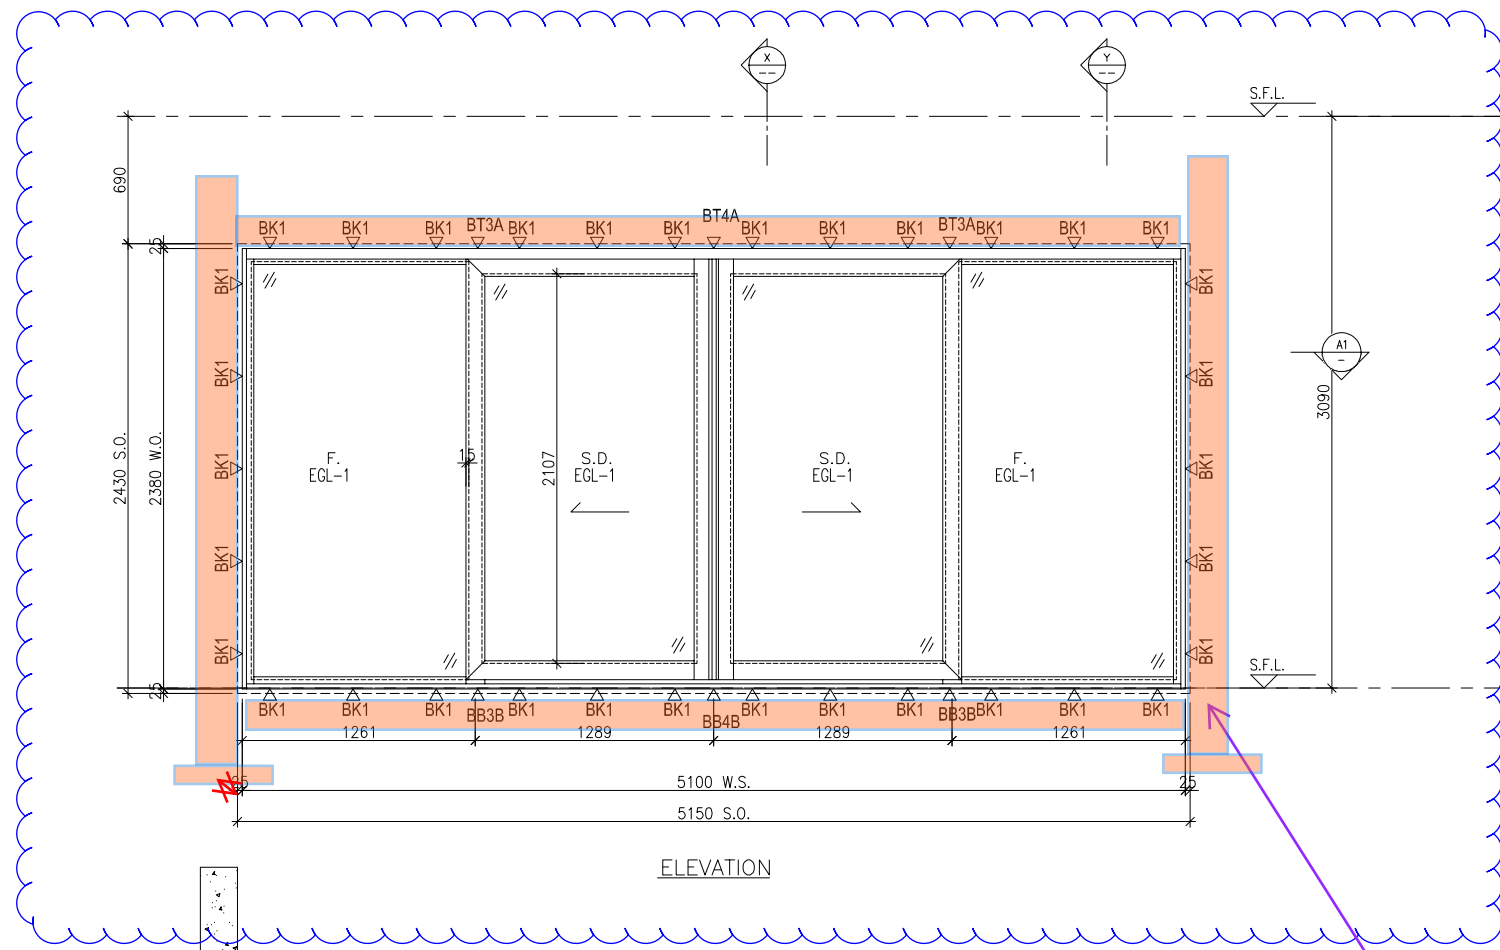 X
--
Y
--
S.F.L.
690
BK1 BK1 BK1 BT3A BK1 BK1 BK1 BT4A BK1 BK1 BK1 BT3A BK1 BK1 BK1
25
BK1 BK1
BK1 BK1
A1
-
3090
2430 S.O.
2380 W.O.
BK1 BK1
F. S.D. S.D. F.
EGL-1 EGL-1 EGL-1 EGL-1
15
2107
BK1 BK1
BK1 BK1
S.F.L.
25
BK1 BK1 BK1 BB3B BK1 BK1 BK1 BB4B BK1 BK1 BK1 BB3B BK1 BK1 BK1
1261 1289 1289 1261
25 5100 W.S. 25
5150 S.O.
ELEVATION